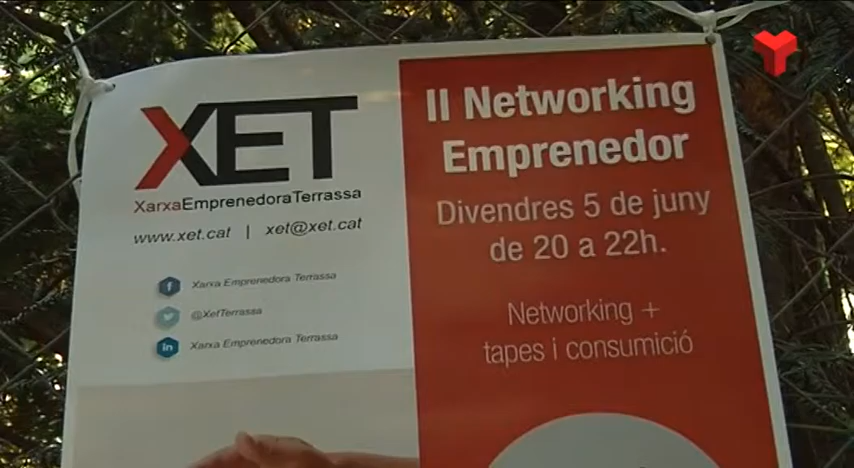 XET
XarxaEmprenedoraTerrassa
www.xet.cat | xet@xet.cat
Xarxa Emprenedora Terrassa
@XetTerrassa
Xarxa Emprenedora Terrassa
II Networking
Emprenedor
Divendres 5 de juny
de 20 a 22h.
Networking +
tapes i consumició